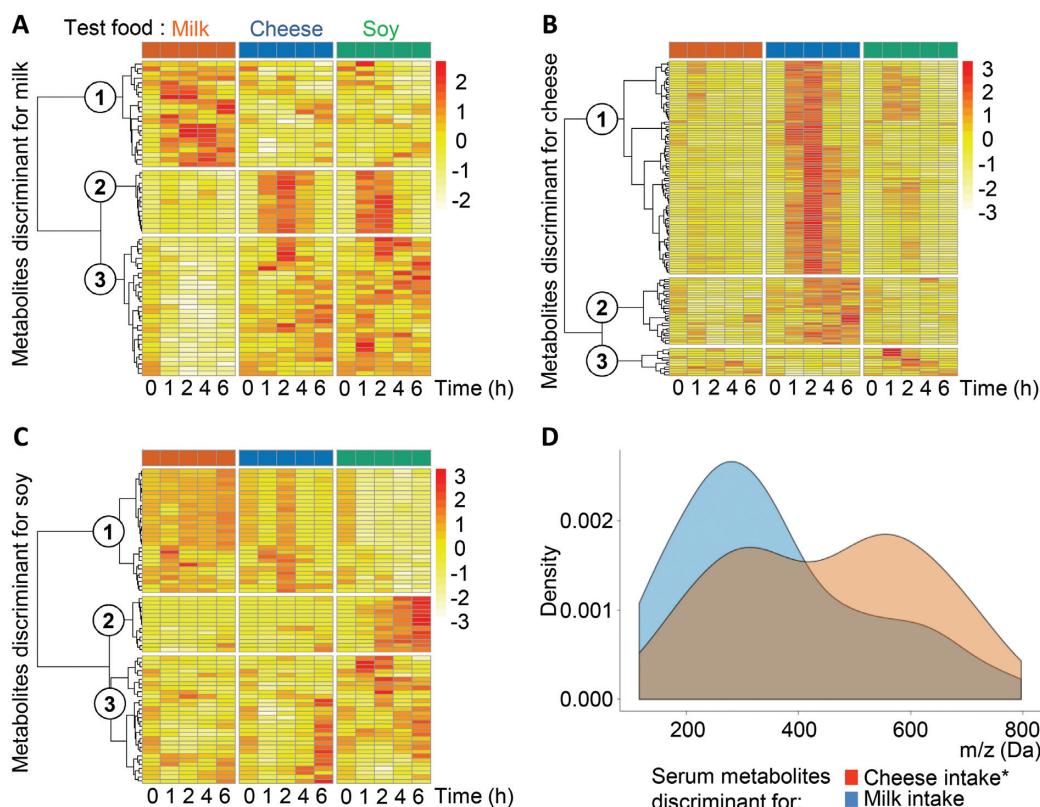 A
Test food : Milk Cheese Soy
Metabolites discriminant for milk
1
2
3
2
1
0
-1
-2
0 1 2 4 6 0 1 2 4 6 0 1 2 4 6 Time (h)
B
Metabolites discriminant for cheese
1
2
3
3
2
1
0
-1
-2
-3
0 1 2 4 6 0 1 2 4 6 0 1 2 4 6 Time (h)
C
Metabolites discriminant for soy
1
2
3
3
2
1
0
-1
-2
-3
0 1 2 4 6 0 1 2 4 6 0 1 2 4 6 Time (h)
D
Density
0.002
0.001
0.000
200 400 600 800
m/z (Da)
Serum metabolites
discriminant for:
Cheese intake*
Milk intake